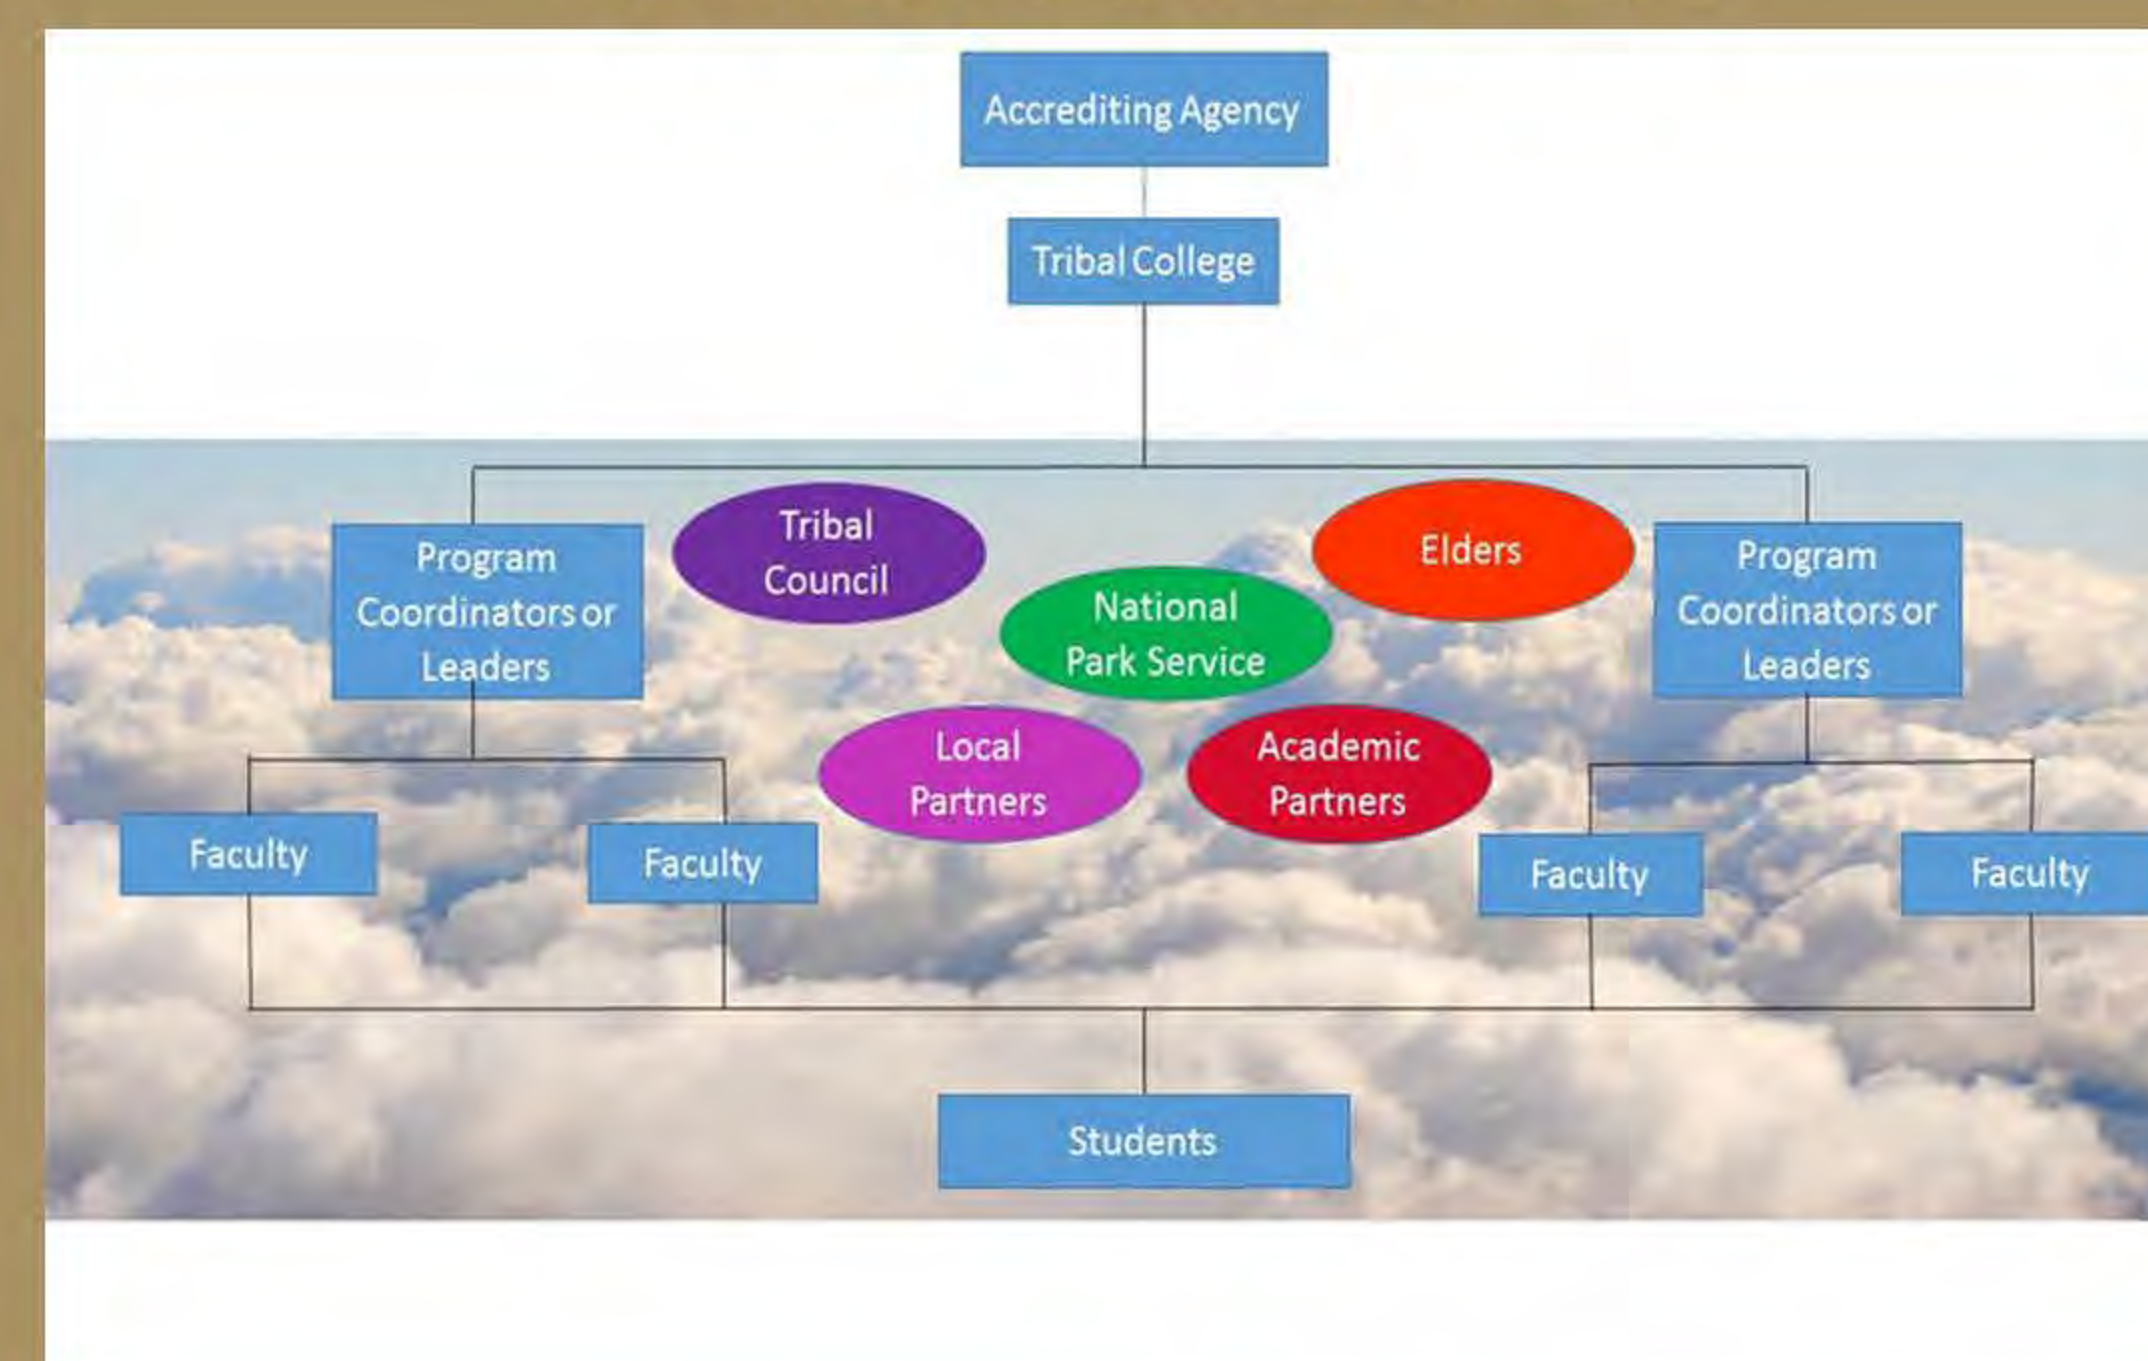 Accrediting Agency
Tribal College
Program
Coordinators or
Leaders
Tribal
Council
National
Park Service
Elders
Program
Coordinators or
Leaders
Local
Partners
Academic
Partners
Faculty
Faculty
Faculty
Faculty
Students